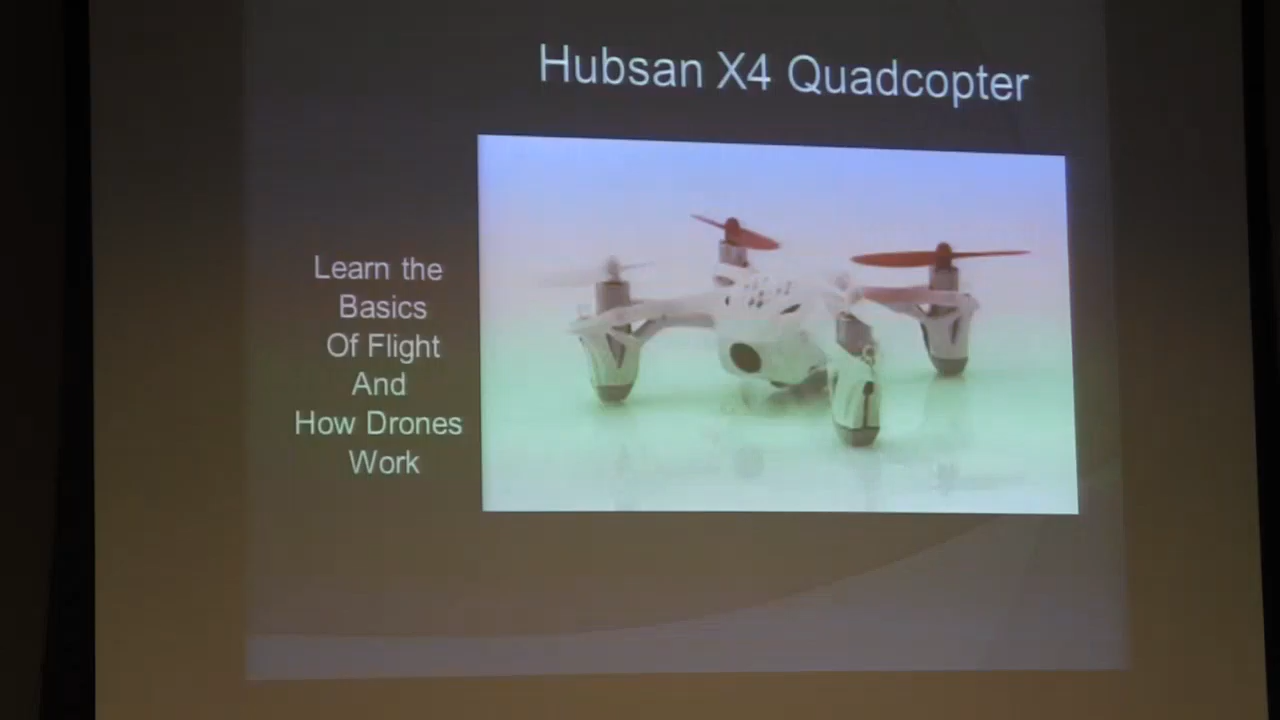 Hubsan X4 Quadcopter
Learn the
Basics
Of Flight
And
How Drones
Work